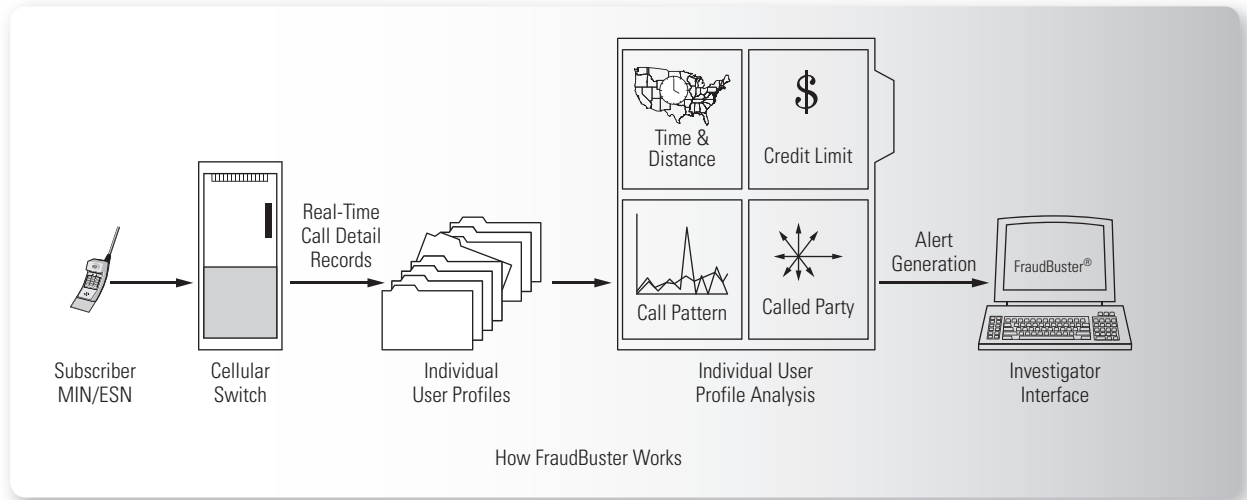 Time &
Distance
Credit Limit
Call Pattern
Called Party
Real-Time
Call Detail
Records
Alert
Generation
FraudBuster®
Subscriber
MIN/ESN
Cellular
Switch
Individual
User Profiles
Individual User
Profile Analysis
Investigator
Interface
How FraudBuster Works